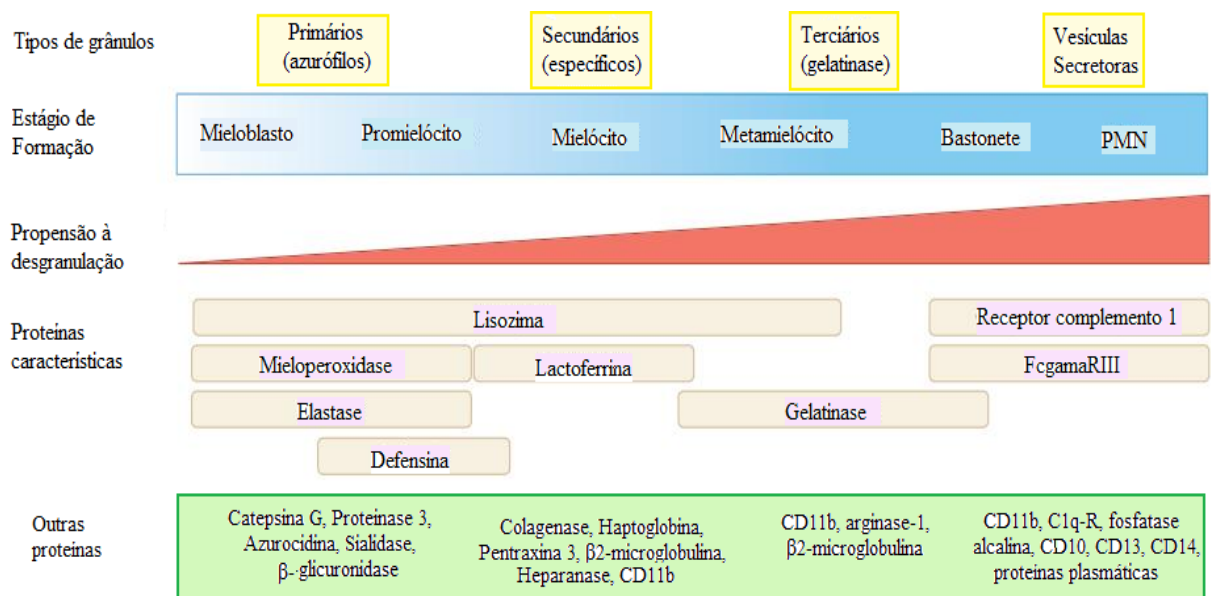 Tipos de grânulos
Primários
(azurófilos)
Secundários
(específicos)
Terciários
(gelatinase)
Vesículas
Secretoras
Estágio de
Formação
Mieloblasto
Promielócito
Mielócito
Metamielócito
Bastonete
PMN
Propensão à
desgranulação
Proteínas
características
Lisozima
Receptor complemento 1
Mieloperoxidase
Lactoferrina
FcgamaRIII
Elastase
Gelatinase
Defensina
Outras
proteínas
Catepsina G, Proteinase 3,
Azurocidina, Sialidase,
β-glicuronidase
Colagenase, Haptoglobina,
Pentraxina 3, β2-microglobulina,
Heparanase, CD11b
CD11b, arginase-1,
β2-microglobulina
CD11b, C1q-R, fosfatase
alcalina, CD10, CD13, CD14,
proteínas plasmáticas